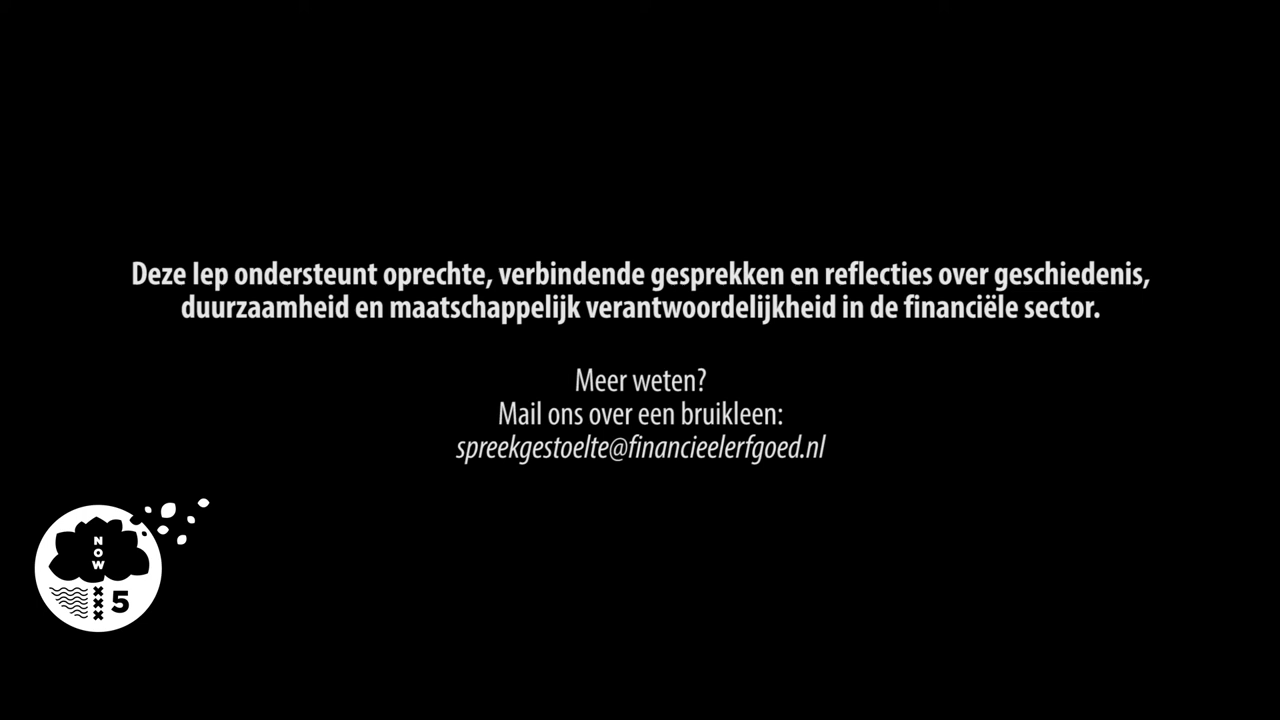 Deze Iep ondersteunt oprechte, verbindende gesprekken en reflecties over geschiedenis,
duurzaamheid en maatschappelijk verantwoordelijkheid in de financiële sector.
Meer weten?
Mail ons over een bruikleen:
spreekgestoelte@financieelerfgoed.nl
NOW
XXX
5